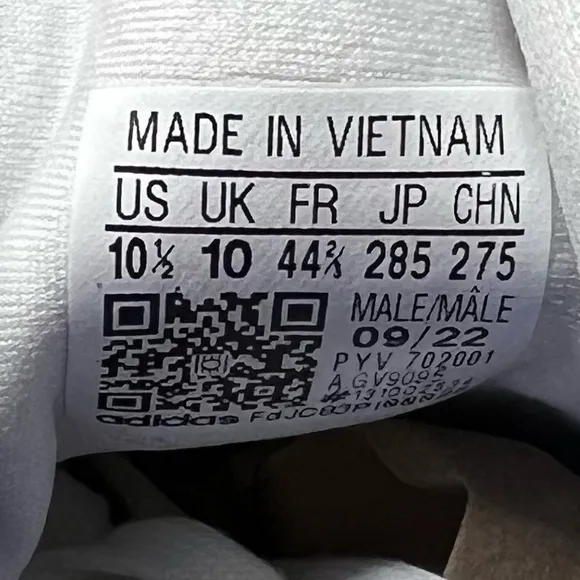 MADE IN VIETNAM
US UK FR JP CHN
10½ 10 44⅔ 285 275
MALE/MÂLE
09/22
PYV 702001
adidas